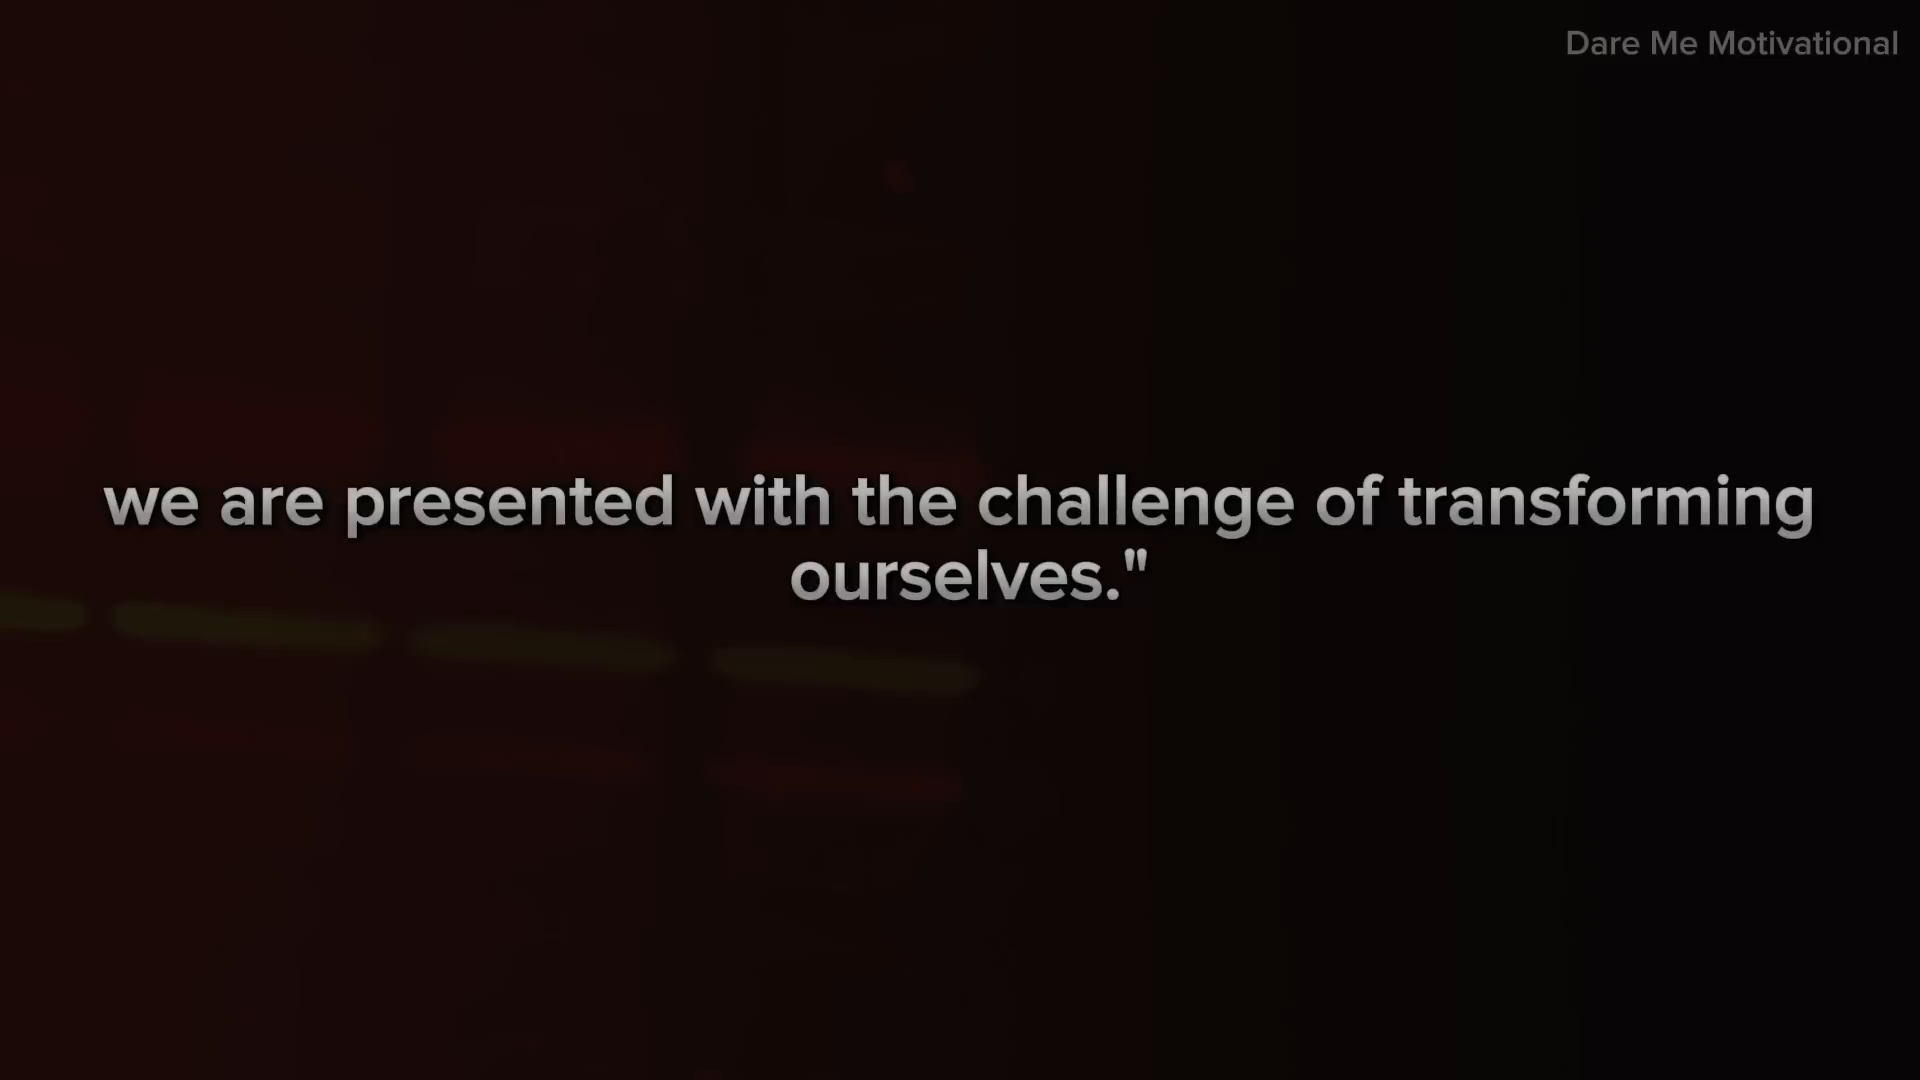 Dare Me Motivational
we are presented with the challenge of transforming
ourselves."